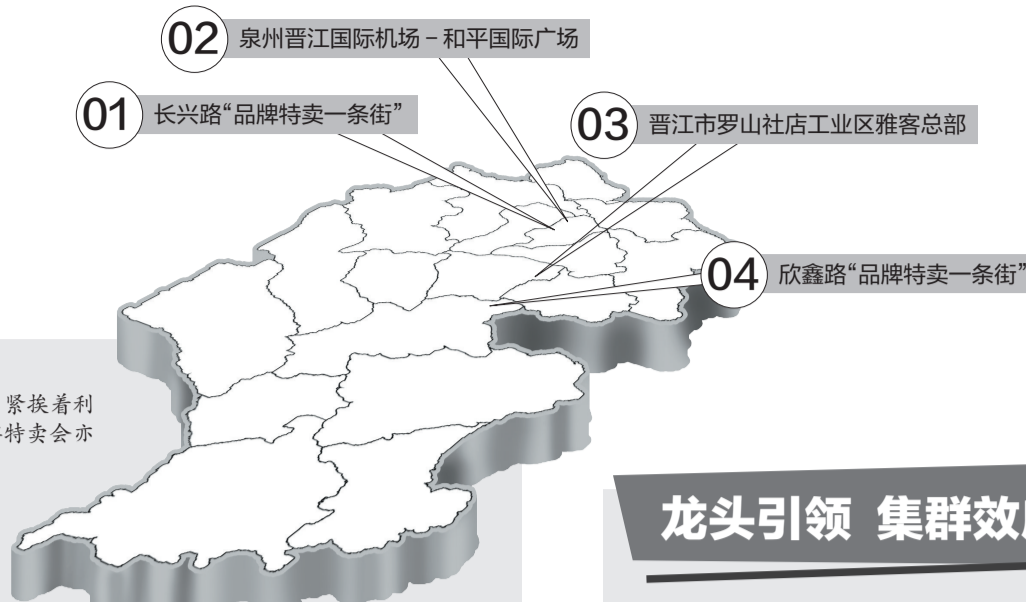 02 泉州晋江国际机场－和平国际广场
01 长兴路“品牌特卖一条街”
03 晋江市罗山社店工业区雅客总部
04 欣鑫路“品牌特卖一条街”
紧挨着利
特卖会亦
龙头引领 集群效